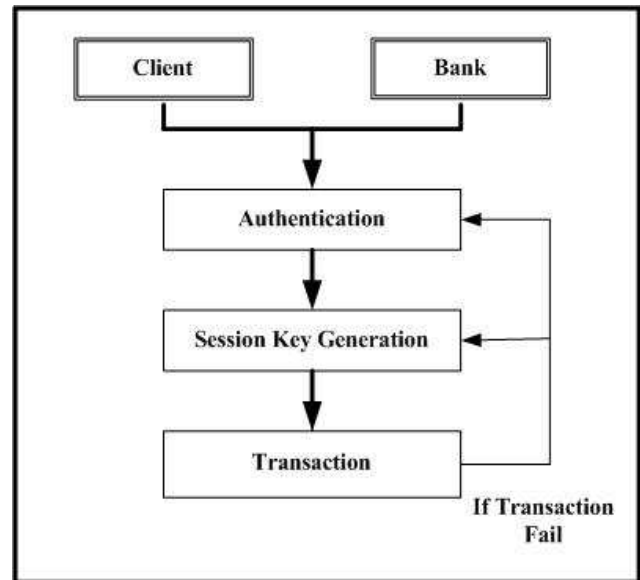 Client
Bank
Authentication
Session Key Generation
Transaction
If Transaction
Fail